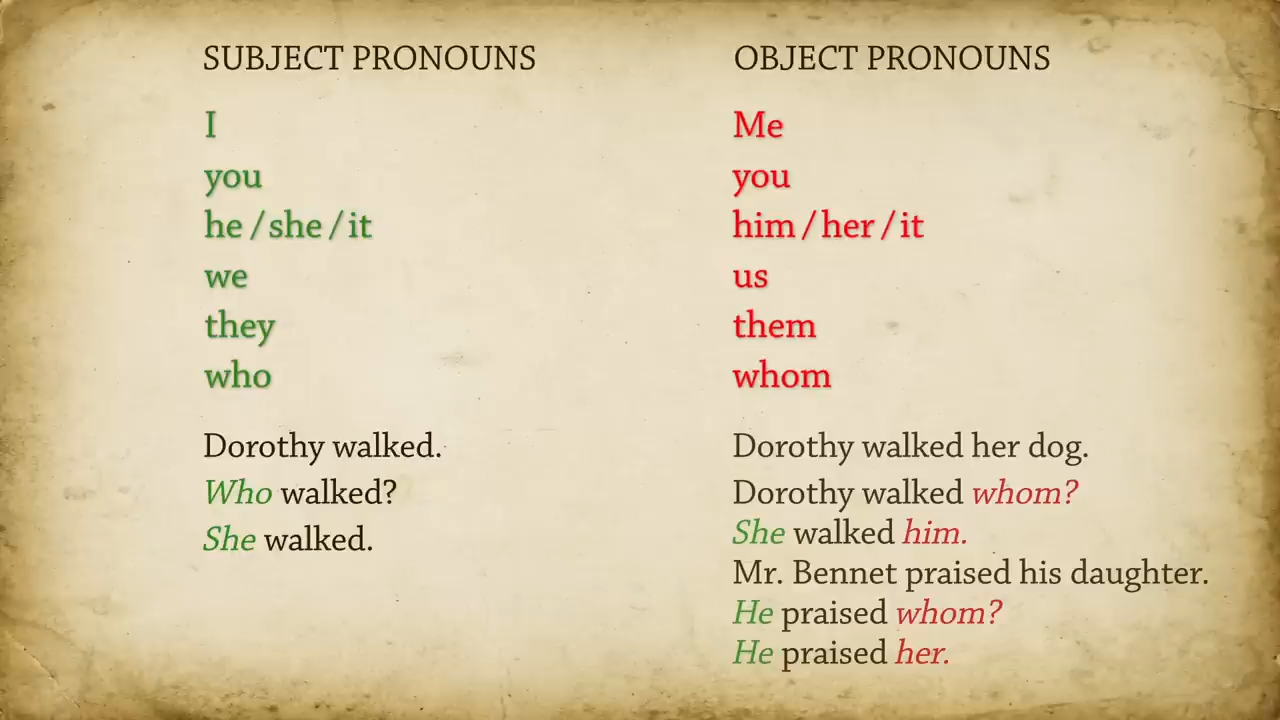 SUBJECT PRONOUNS
I
you
he / she / it
we
they
who
Dorothy walked.
Who walked?
She walked.
OBJECT PRONOUNS
Me
you
him / her / it
us
them
whom
Dorothy walked her dog.
Dorothy walked whom?
She walked him.
Mr. Bennet praised his daughter.
He praised whom?
He praised her.